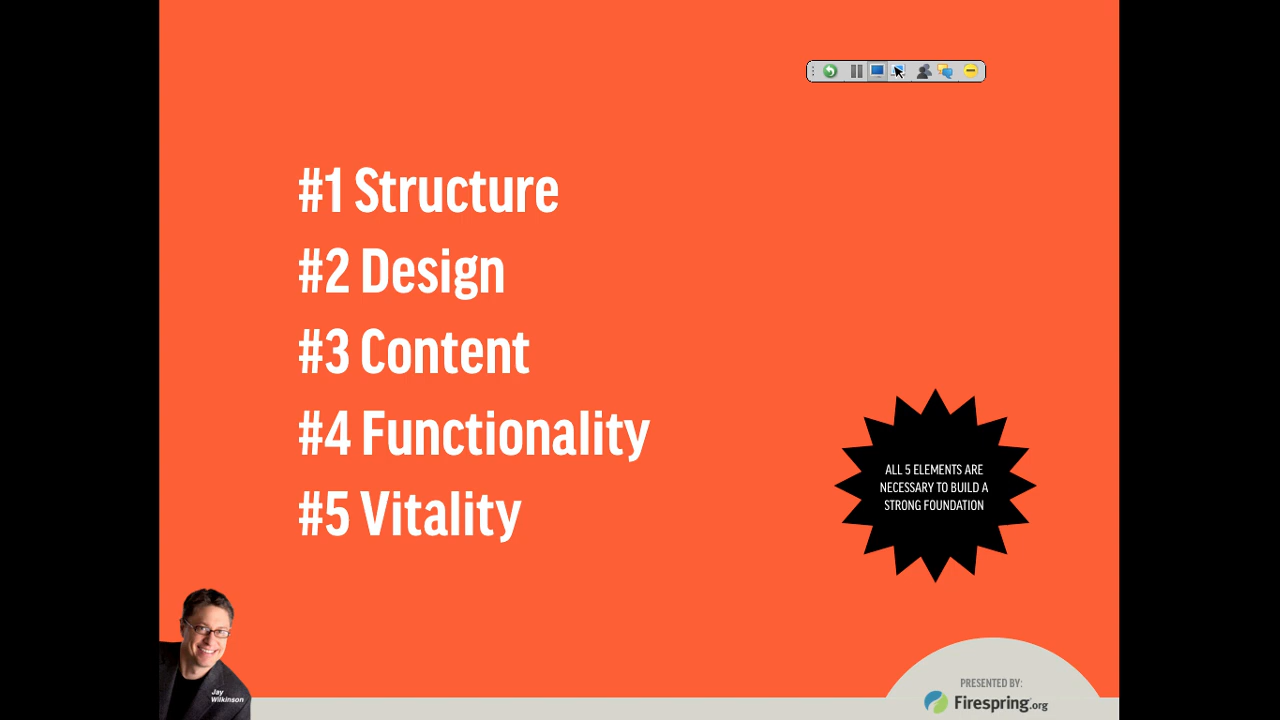 #1 Structure
#2 Design
#3 Content
#4 Functionality
#5 Vitality
ALL 5 ELEMENTS ARE
NECESSARY TO BUILD A
STRONG FOUNDATION
Jay
Wilkinson
PRESENTED BY:
Firespring.org